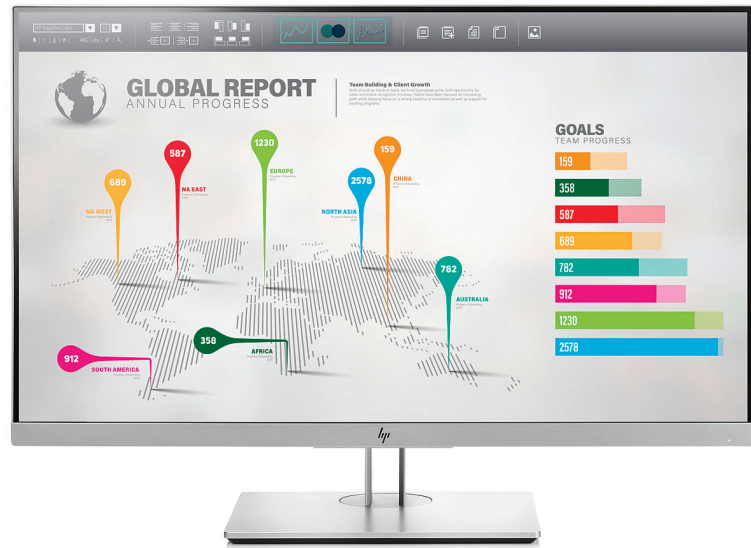 GLOBAL REPORT
ANNUAL PROGRESS
Team Building & Client Growth
1230
587
159
EUROPE
689
2578
CHINA
NA EAST
NA WEST
NORTH ASIA
782
AUSTRALIA
358
AFRICA
912
SOUTH AMERICA
GOALS
TEAM PROGRESS
159
358
587
689
782
912
1230
2578
hp